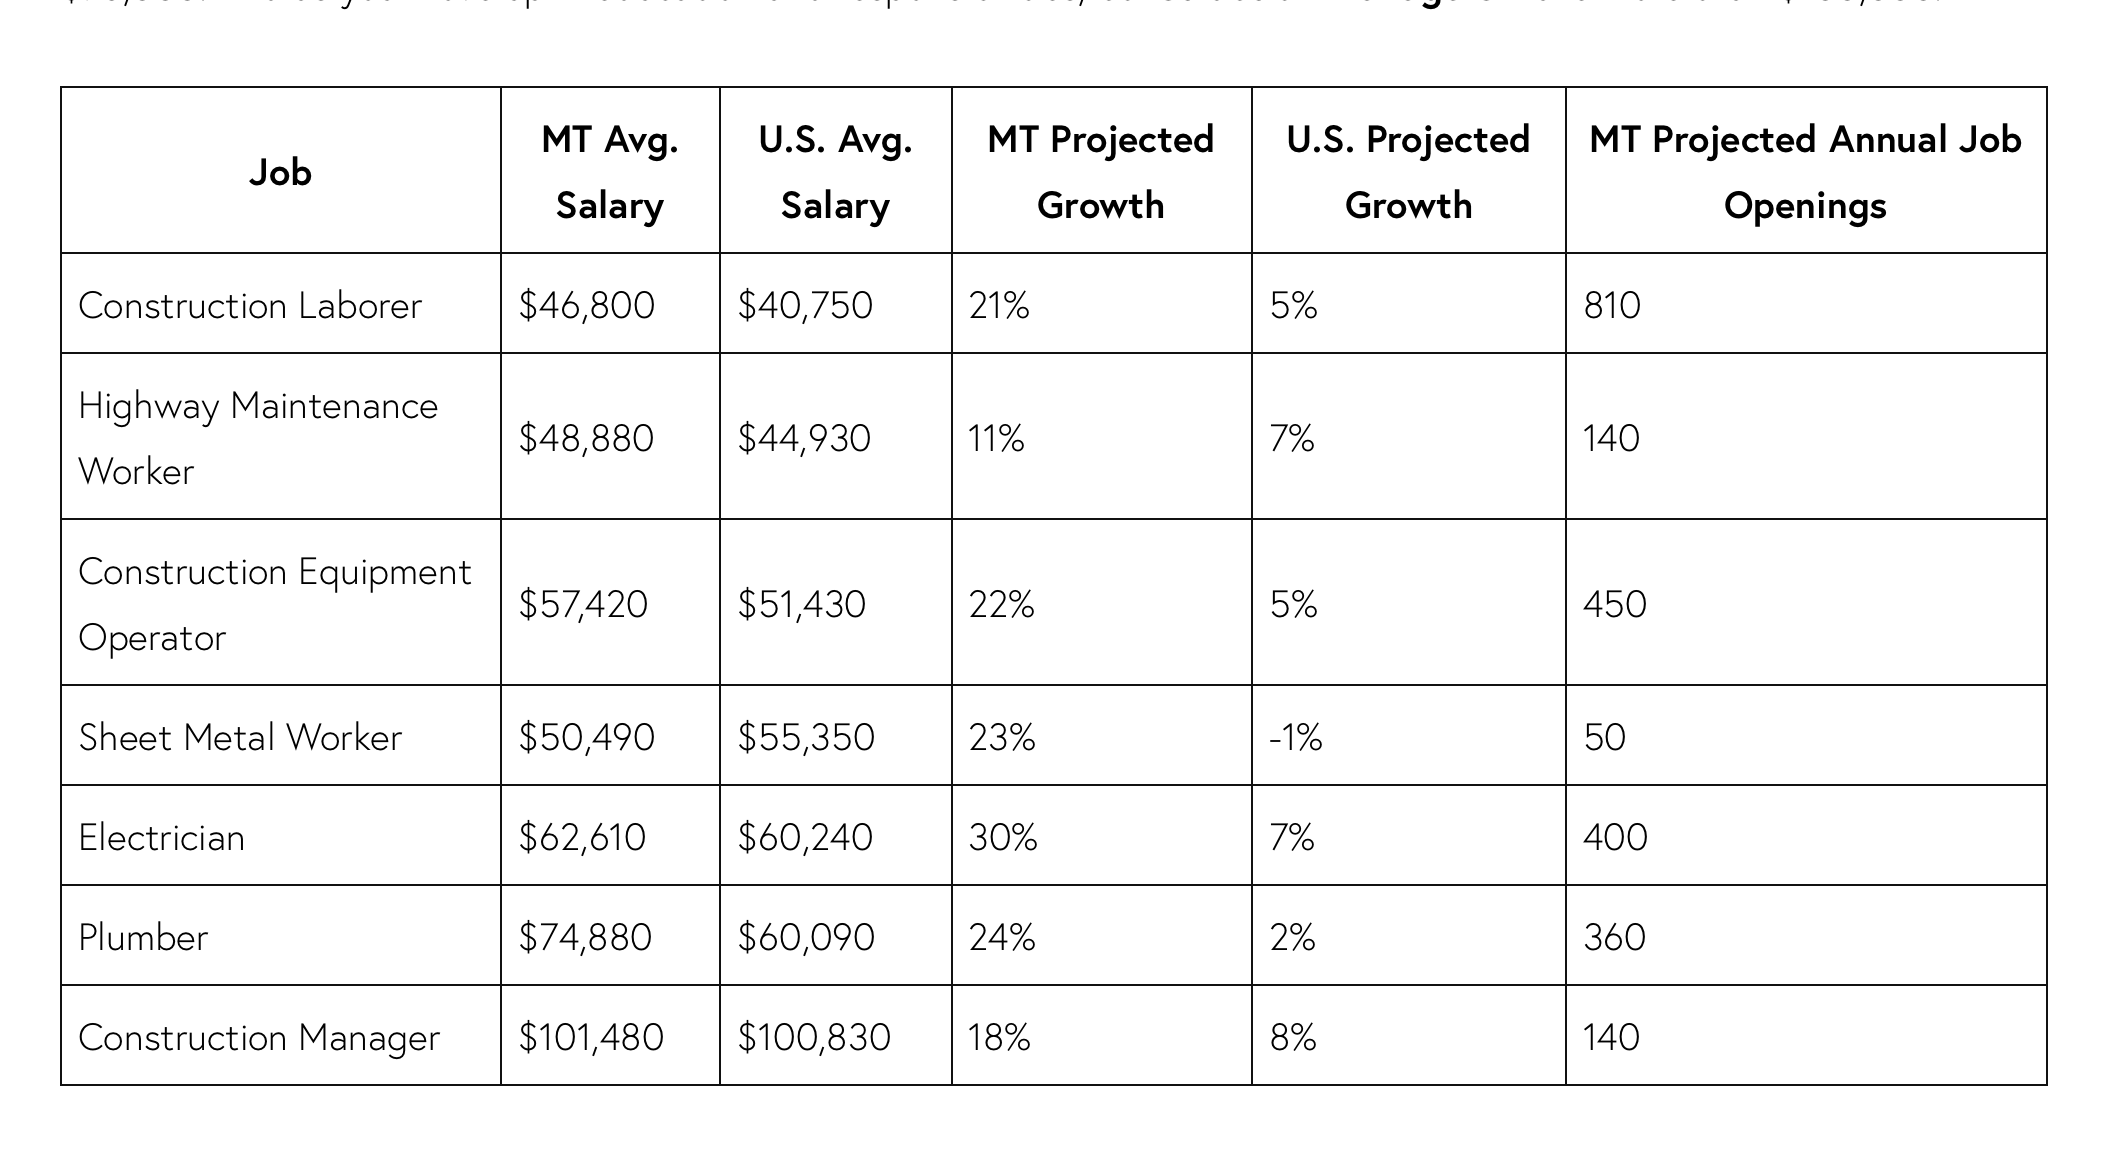 Job
MT Avg.
Salary
U.S. Avg.
Salary
MT Projected
Growth
U.S. Projected
Growth
MT Projected Annual Job
Openings
Construction Laborer
$46,800
$40,750
21%
5%
810
Highway Maintenance
Worker
$48,880
$44,930
11%
7%
140
Construction Equipment
Operator
$57,420
$51,430
22%
5%
450
Sheet Metal Worker
$50,490
$55,350
23%
-1%
50
Electrician
$62,610
$60,240
30%
7%
400
Plumber
$74,880
$60,090
24%
2%
360
Construction Manager
$101,480
$100,830
18%
8%
140